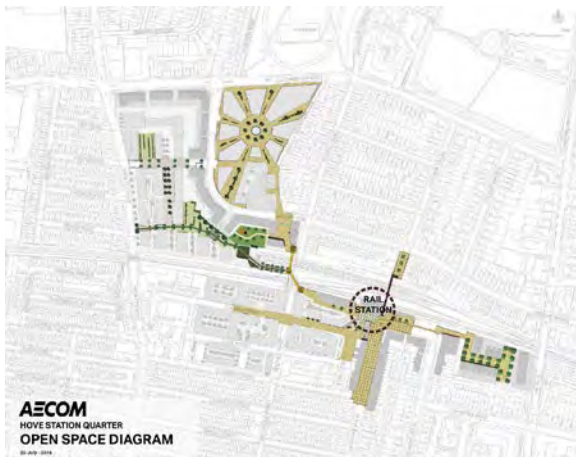 RAIL
STATION
AECOM
HOVE STATION QUARTER
OPEN SPACE DIAGRAM